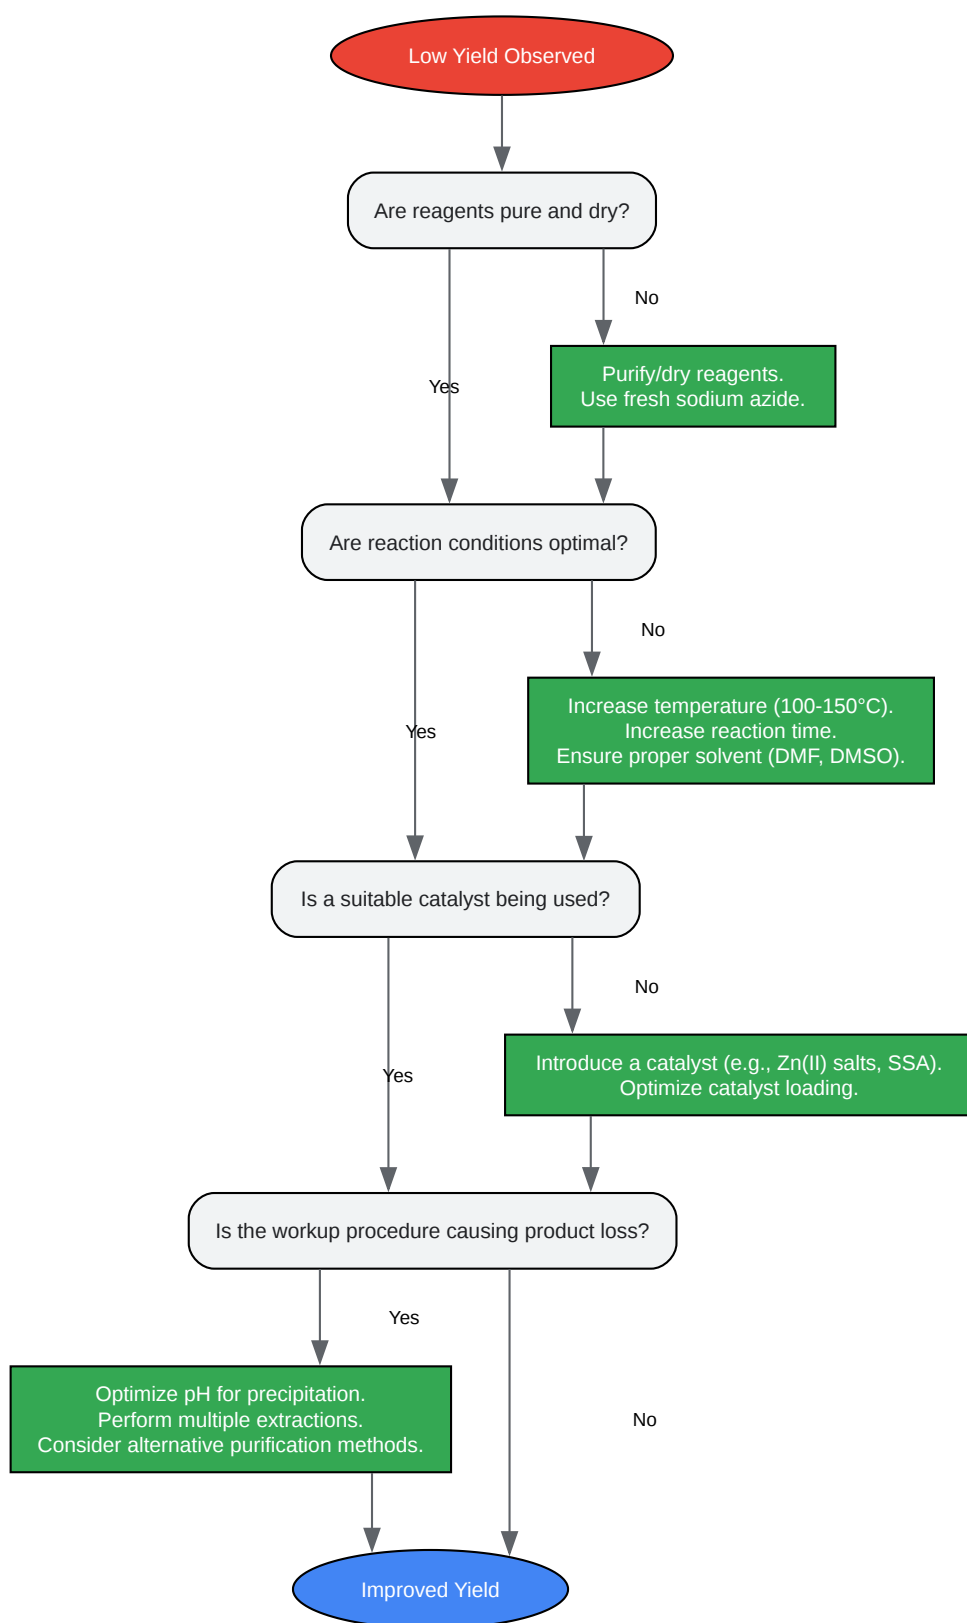 Low Yield Observed
Are reagents pure and dry?
No
Purify/dry reagents.
Use fresh sodium azide.
Yes
Are reaction conditions optimal?
No
Increase temperature (100-150°C).
Increase reaction time.
Ensure proper solvent (DMF, DMSO).
Yes
Is a suitable catalyst being used?
No
Introduce a catalyst (e.g., Zn(II) salts, SSA).
Optimize catalyst loading.
Yes
Is the workup procedure causing product loss?
Yes
Optimize pH for precipitation.
Perform multiple extractions.
Consider alternative purification methods.
No
Improved Yield